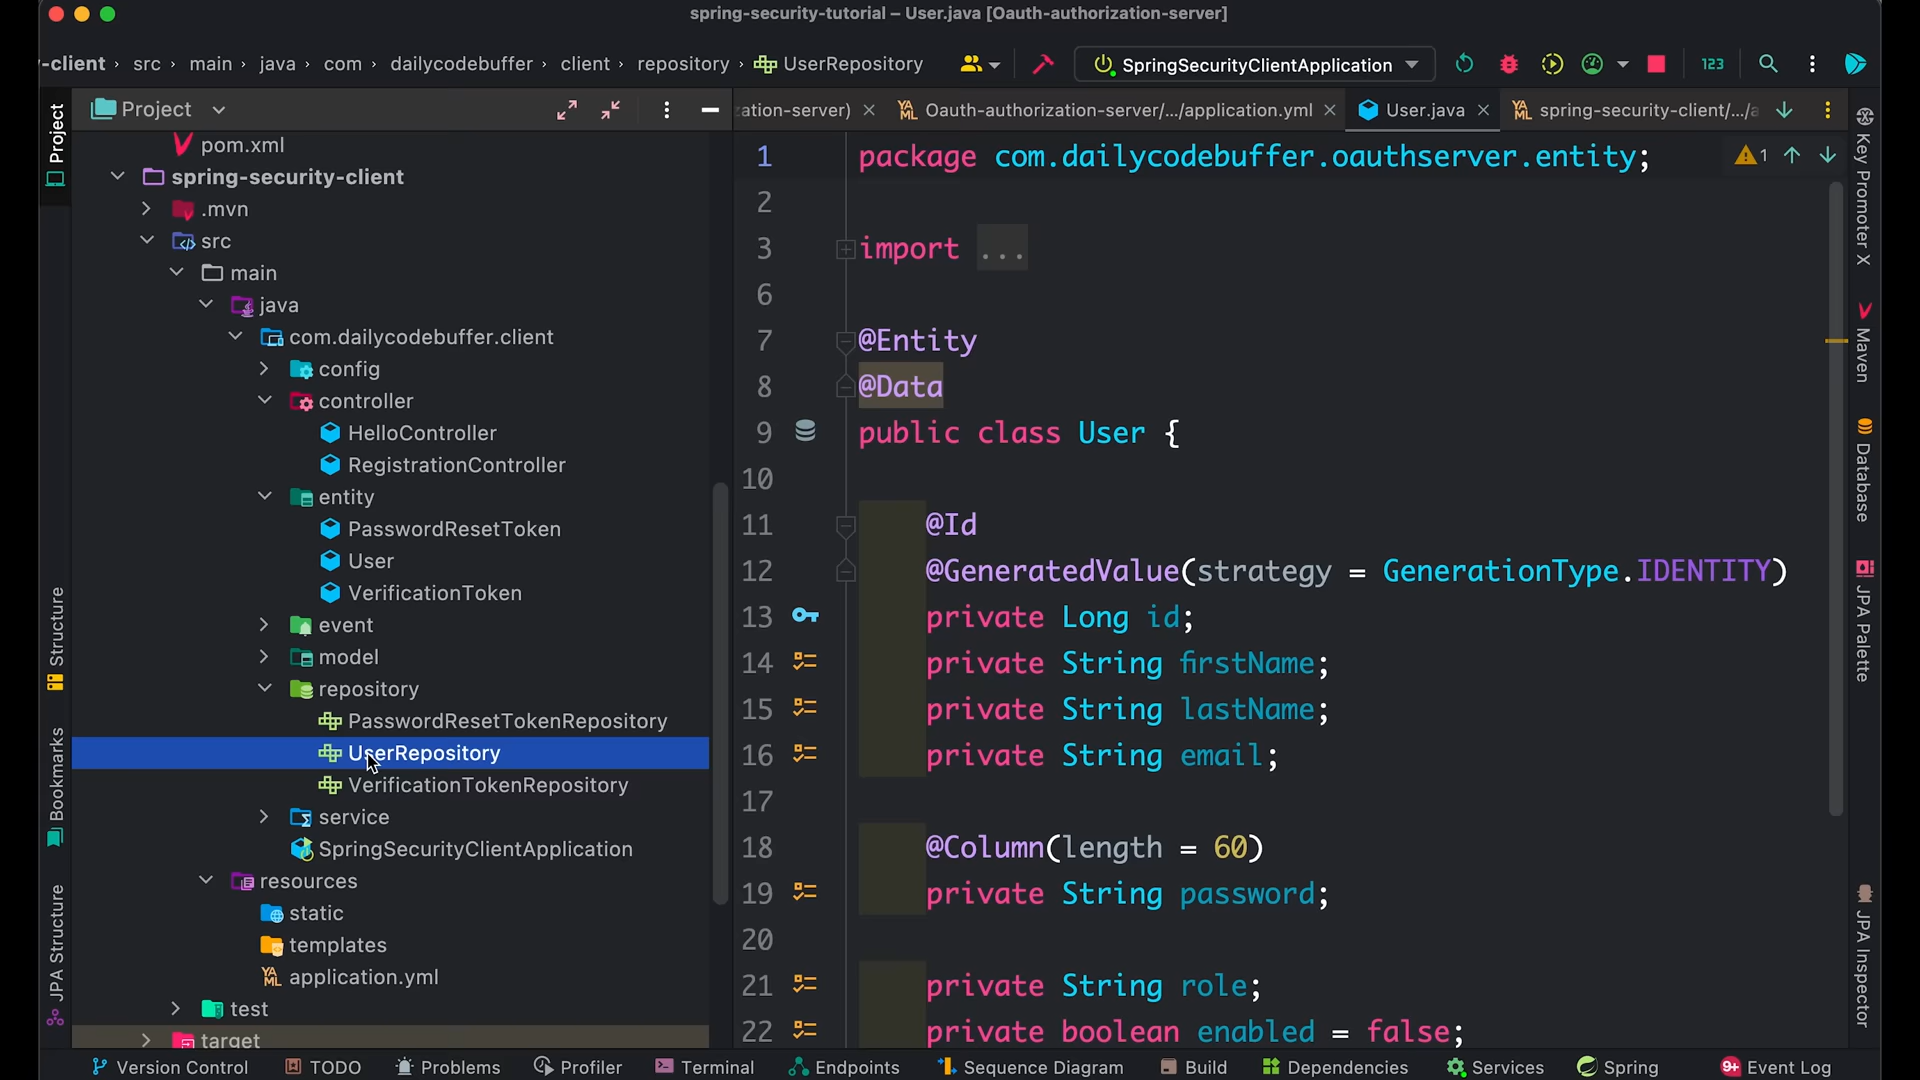 spring-security-tutorial – User.java [Oauth-authorization-server]
-client › src › main › java › com › dailycodebuffer › client › repository › UserRepository
SpringSecurityClientApplication
123
Project
zation-server)
Oauth-authorization-server/.../application.yml
User.java
spring-security-client/.../a
Project
Structure
Bookmarks
JPA Structure
pom.xml
spring-security-client
.mvn
src
main
java
com.dailycodebuffer.client
config
controller
HelloController
RegistrationController
entity
PasswordResetToken
User
VerificationToken
event
model
repository
PasswordResetTokenRepository
UserRepository
VerificationTokenRepository
service
SpringSecurityClientApplication
resources
static
templates
application.yml
test
target
1 package com.dailycodebuffer.oauthserver.entity;
1
2
3 import ...
6
7 @Entity
8 @Data
9 public class User {
10
11 @Id
12 @GeneratedValue(strategy = GenerationType.IDENTITY)
13 private Long id;
14 private String firstName;
15 private String lastName;
16 private String email;
17
18 @Column(length = 60)
19 private String password;
20
21 private String role;
22 private boolean enabled = false;
Key Promoter X
Maven
Database
JPA Palette
JPA Inspector
Version Control
TODO
Problems
Profiler
Terminal
Endpoints
Sequence Diagram
Build
Dependencies
Services
Spring
9+ Event Log